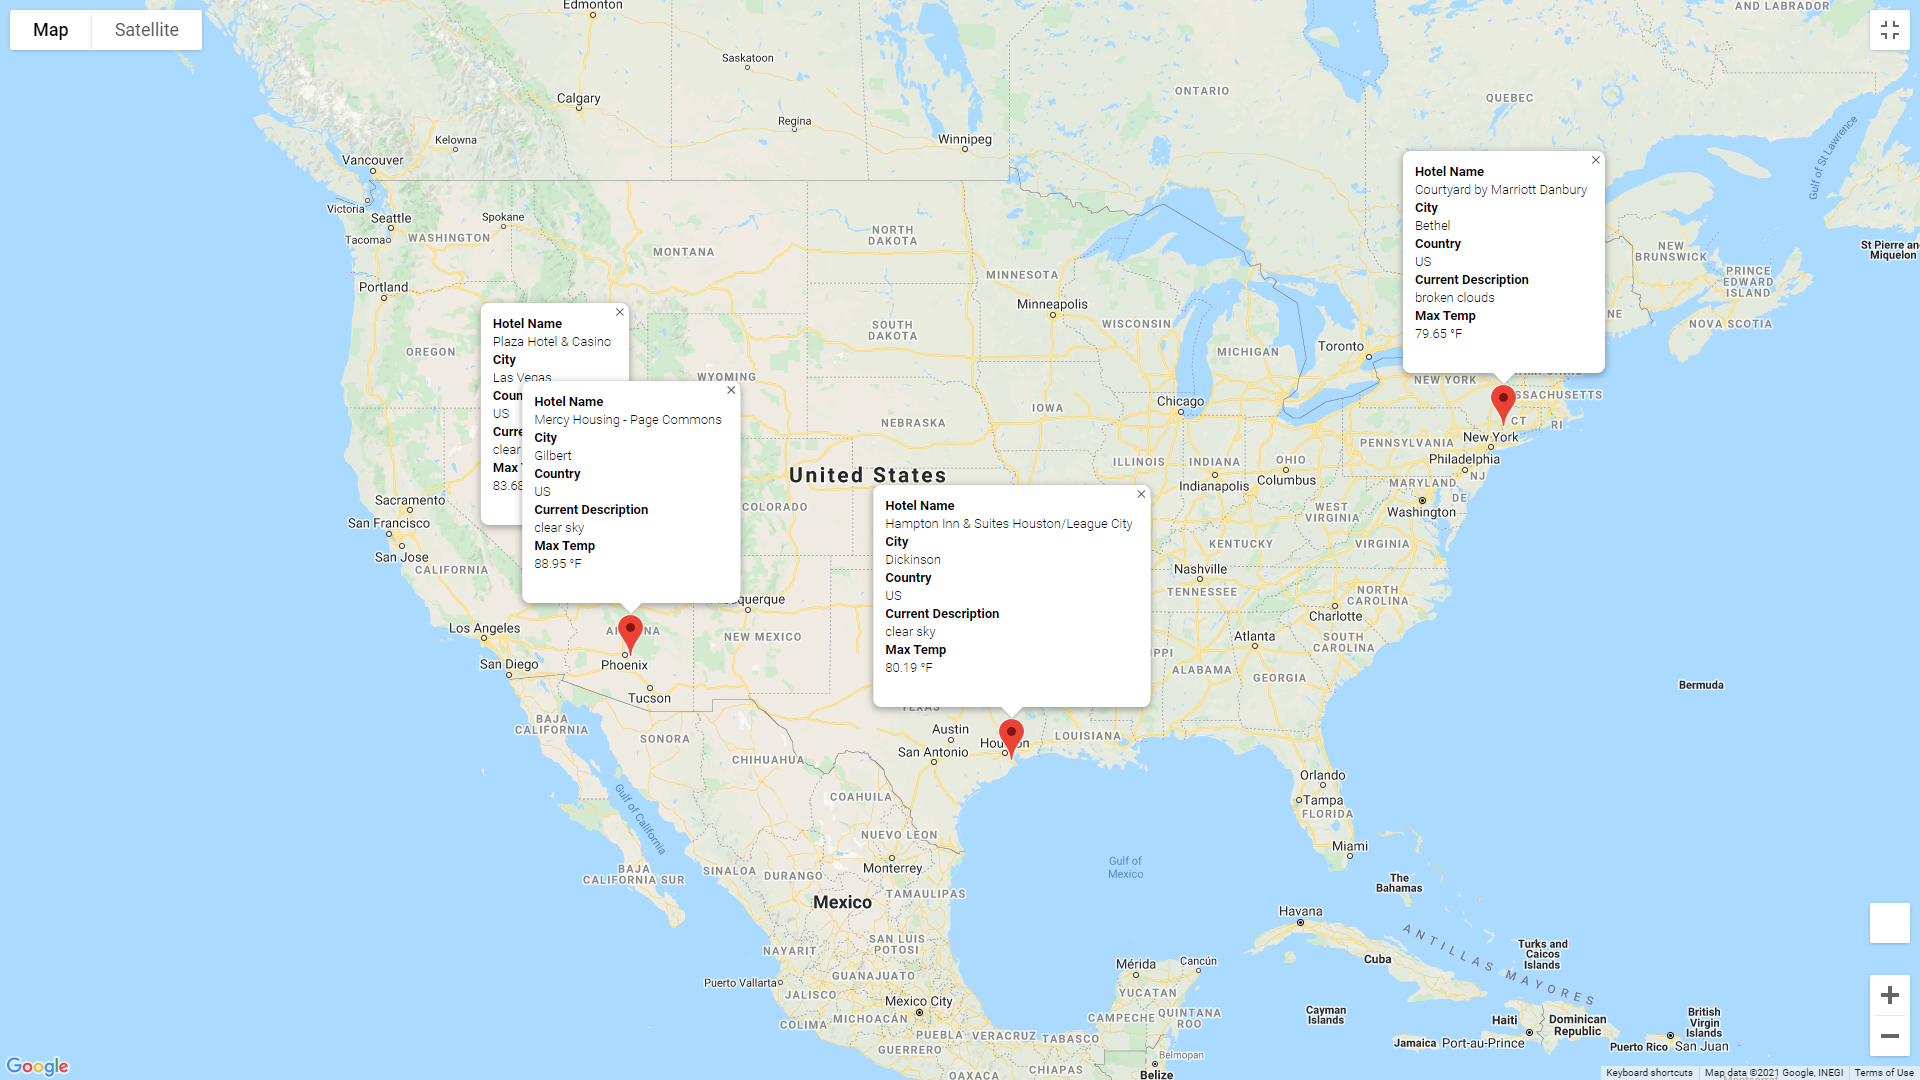 Map
Satellite
Edmonton
AND LABRADOR
Saskatoon
Calgary
ONTARIO
QUEBEC
Regina
Kelowna
Winnipeg
Vancouver
Gulf of St Lawrence
Victoria
Seattle
Spokane
Tacoma
WASHINGTON
MONTANA
NORTH
DAKOTA
MINNESOTA
NEW
BRUNSWICK
PRINCE
EDWARD
ISLAND
NOVA SCOTIA
St Pierre an
Miquelon
Hotel Name
Courtyard by Marriott Danbury
City
Bethel
Country
US
Current Description
broken clouds
Max Temp
79.65 °F
Portland
Minneapolis
WISCONSIN
SOUTH
DAKOTA
OREGON
MICHIGAN
Toronto
NEW YORK
SSACHUSETTS
CT
RI
WYOMING
IOWA
Chicago
NEBRASKA
New York
PENNSYLVANIA
Philadelphia
NJ
Hotel Name
Plaza Hotel & Casino
City
Las Vegas
Coun
US
Curre
clear
Max
83.68
Hotel Name
Mercy Housing - Page Commons
City
Gilbert
Country
US
Current Description
clear sky
Max Temp
88.95 °F
United States
ILLINOIS
INDIANA
OHIO
Indianapolis
Columbus
MARYLAND
DE
Washington
WEST
VIRGINIA
VIRGINIA
KENTUCKY
Sacramento
San Francisco
San Jose
CALIFORNIA
COLORADO
Hotel Name
Hampton Inn & Suites Houston/League City
City
Dickinson
Country
US
Current Description
clear sky
Max Temp
80.19 °F
Nashville
TENNESSEE
NORTH
CAROLINA
Charlotte
Atlanta
SOUTH
CAROLINA
PPI
ALABAMA
GEORGIA
Los Angeles
San Diego
NEW MEXICO
querque
Phoenix
Tucson
Bermuda
TEXAS
Austin
San Antonio
LOUISIANA
BAJA
CALIFORNIA
SONORA
CHIHUAHUA
COAHUILA
Gulf of California
Orlando
Tampa
FLORIDA
Miami
NUEVO LEON
Monterrey
Gulf of
Mexico
BAJA
CALIFORNIA SUR
SINALOA
DURANGO
TAMAULIPAS
Mexico
The
Bahamas
Havana
SAN LUIS
POTOSI
NAYARIT
Cuba
ANTILLAS MAYORES
Turks and
Caicos
Islands
Mérida
Cancún
GUANAJUATO
Puerto Vallarta
JALISCO
YUCATAN
Mexico City
COLIMA
MICHOACÁN
CAMPECHE
QUINTANA
ROO
Cayman
Islands
Haiti
Dominican
Republic
British
Virgin
Islands
PUEBLA
VERACRUZ
TABASCO
GUERRERO
Jamaica
Port-au-Prince
Puerto Rico
San Juan
Belmopan
OAXACA
CHIAPAS
Belize
Google
Keyboard shortcuts
Map data ©2021 Google, INEGI
Terms of Use